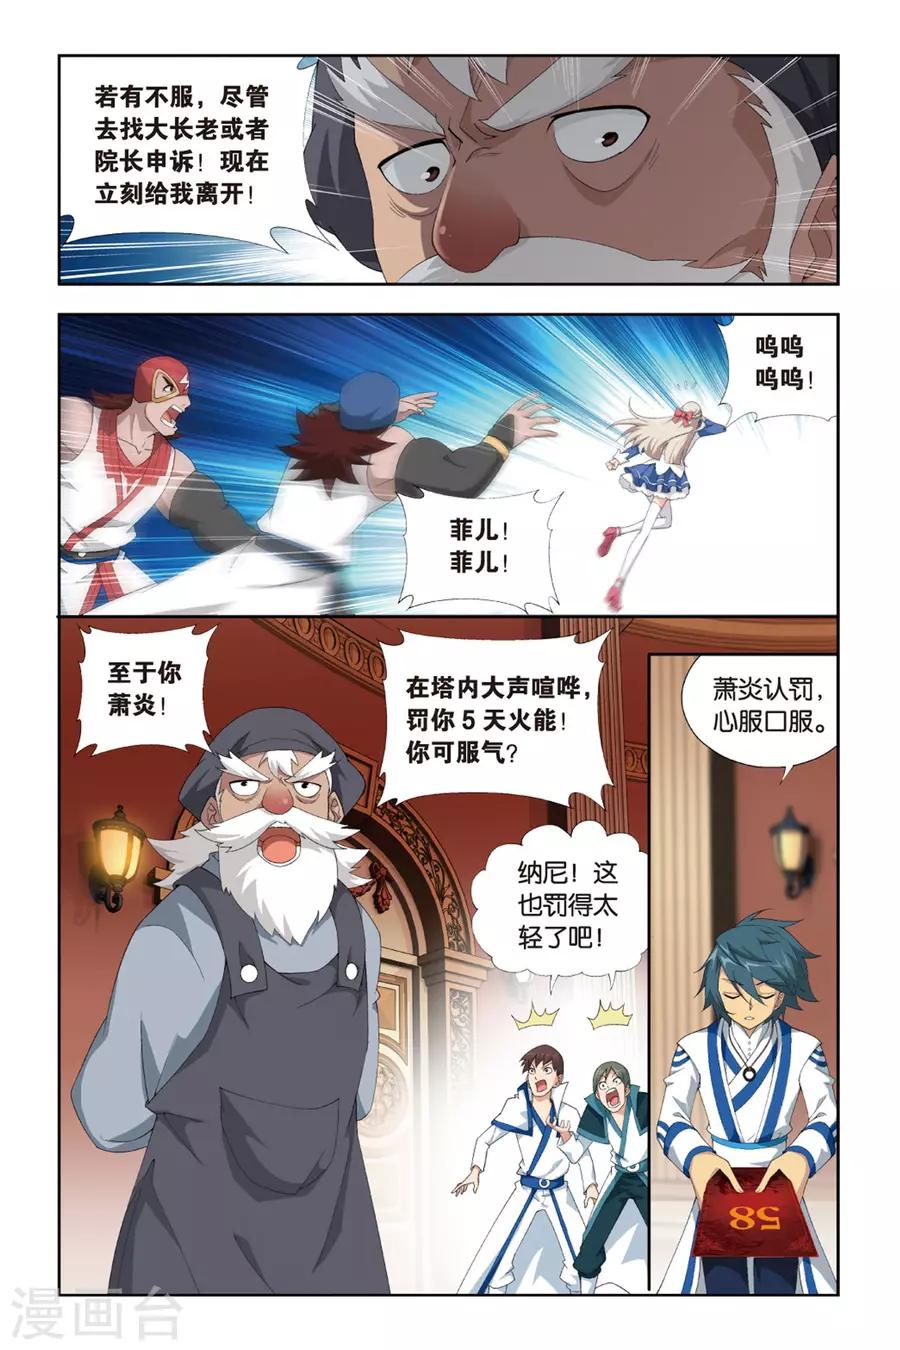 若有不服，尽管
去找大长老或者
院长申诉！现在
立刻给我离开！
呜呜
呜呜！
菲儿！
菲儿！
至于你
萧炎！
在塔内大声喧哗，
罚你5天火能！
你可服气？
纳尼！这
也罚得太
轻了吧！
萧炎认罚，
心服口服。
58
漫画台